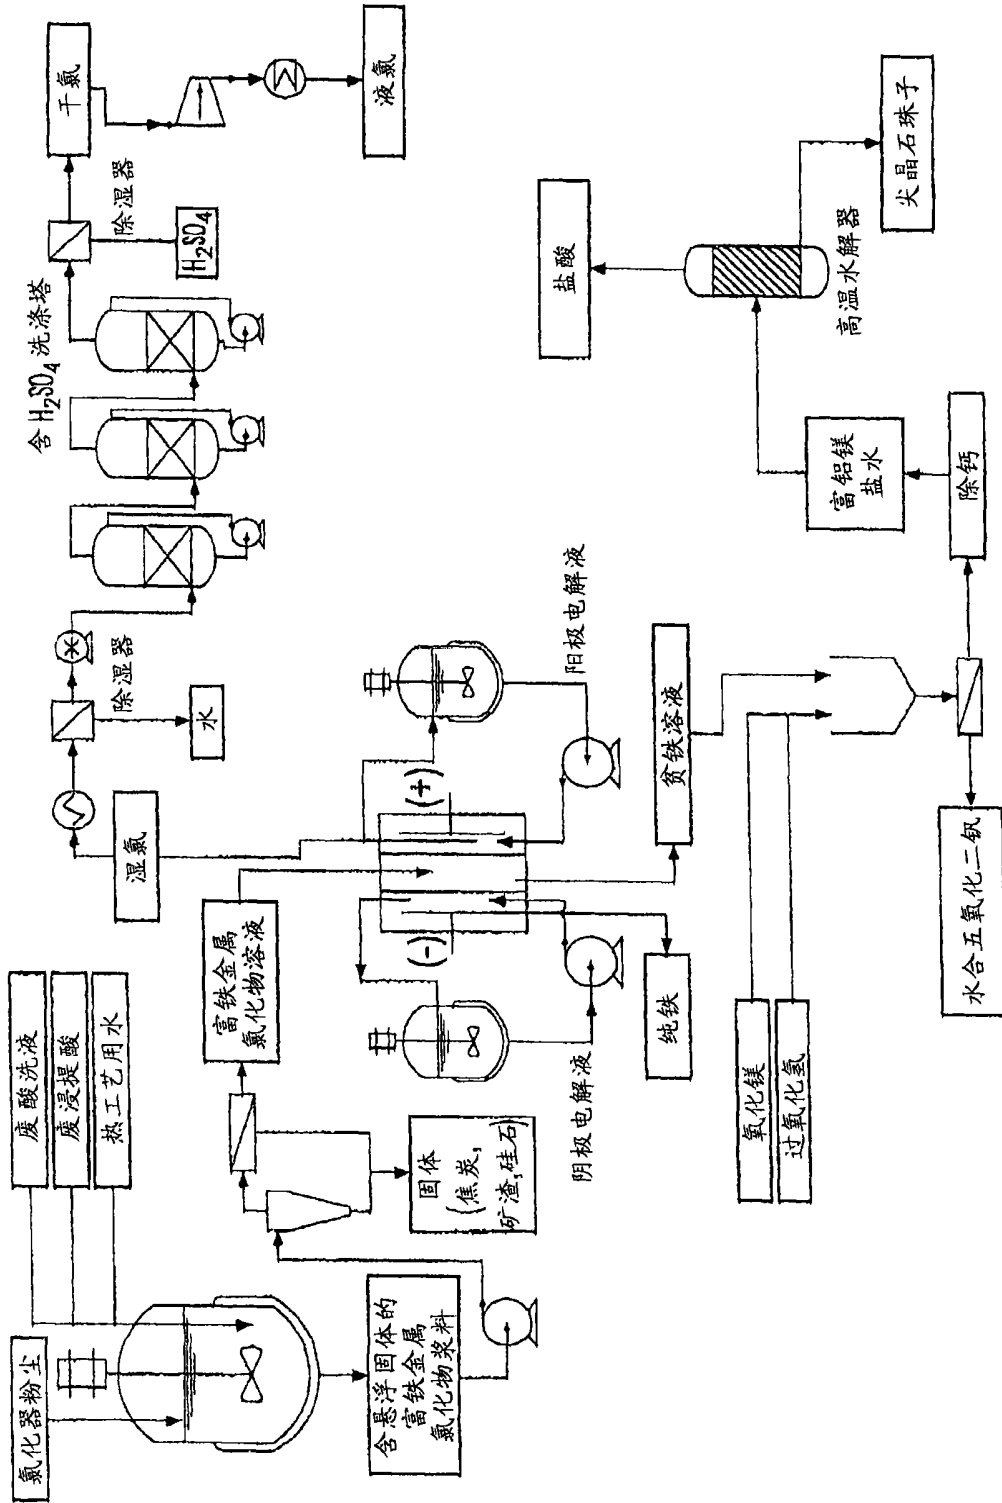 氯化器粉尘
废酸洗液
废浸提酸
热工艺用水
含悬浮固体的
富铁金属
氯化物浆料
固体
(焦炭,
矿渣,硅石)
富铁金属
氯化物溶液
湿氯
水
除湿器
含H2SO4洗涤塔
除湿器
H2SO4
干氯
液氯
(-)
(+)
阴极电解液
阳极电解液
纯铁
贫铁溶液
氧化镁
过氧化氢
水合五氧化二钒
除钙
富铝镁
盐水
高温水解器
盐酸
尖晶石珠子